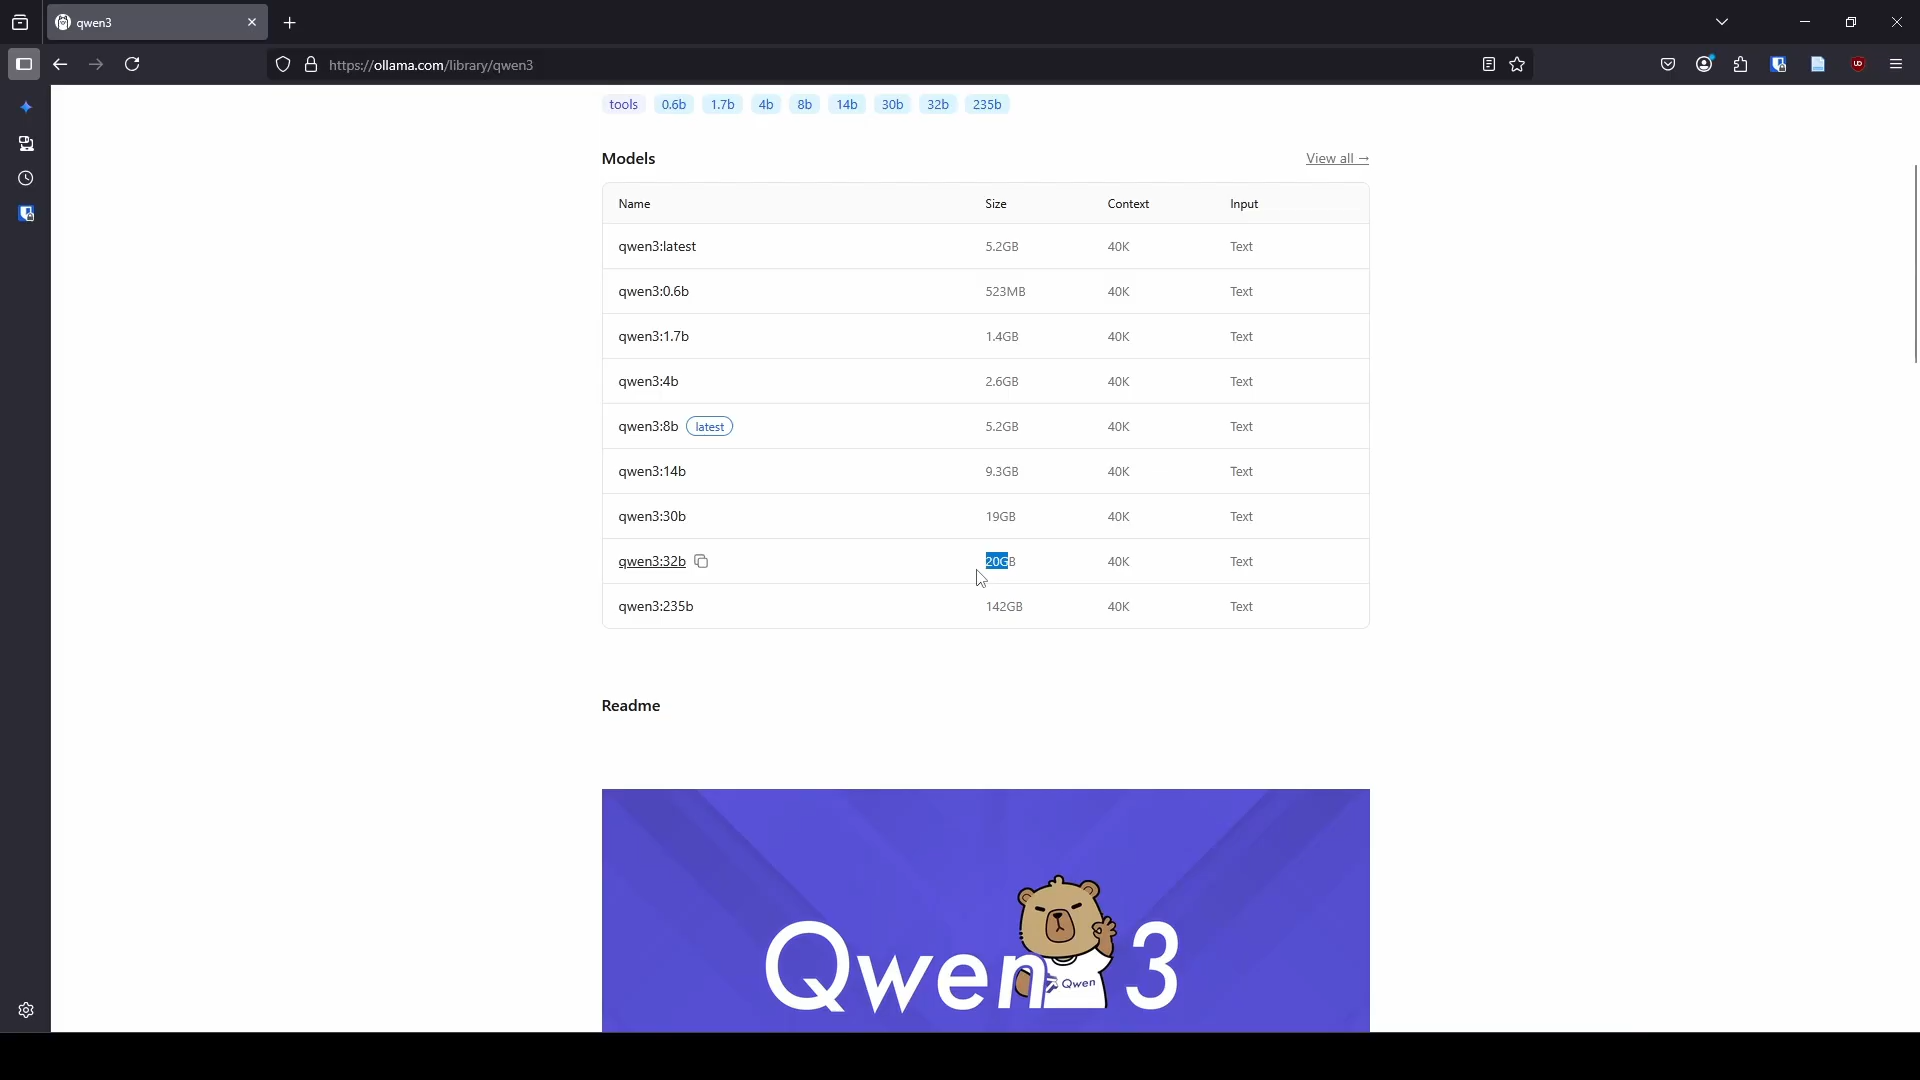 qwen3
https://ollama.com/library/qwen3
tools 0.6b 1.7b 4b 8b 14b 30b 32b 235b
Models View all →
Name Size Context Input
qwen3:latest 5.2GB 40K Text
qwen3:0.6b 523MB 40K Text
qwen3:1.7b 1.4GB 40K Text
qwen3:4b 2.6GB 40K Text
qwen3:8b latest 5.2GB 40K Text
qwen3:14b 9.3GB 40K Text
qwen3:30b 19GB 40K Text
qwen3:32b 20GB 40K Text
qwen3:235b 142GB 40K Text
Readme
Qwen 3
Qwen